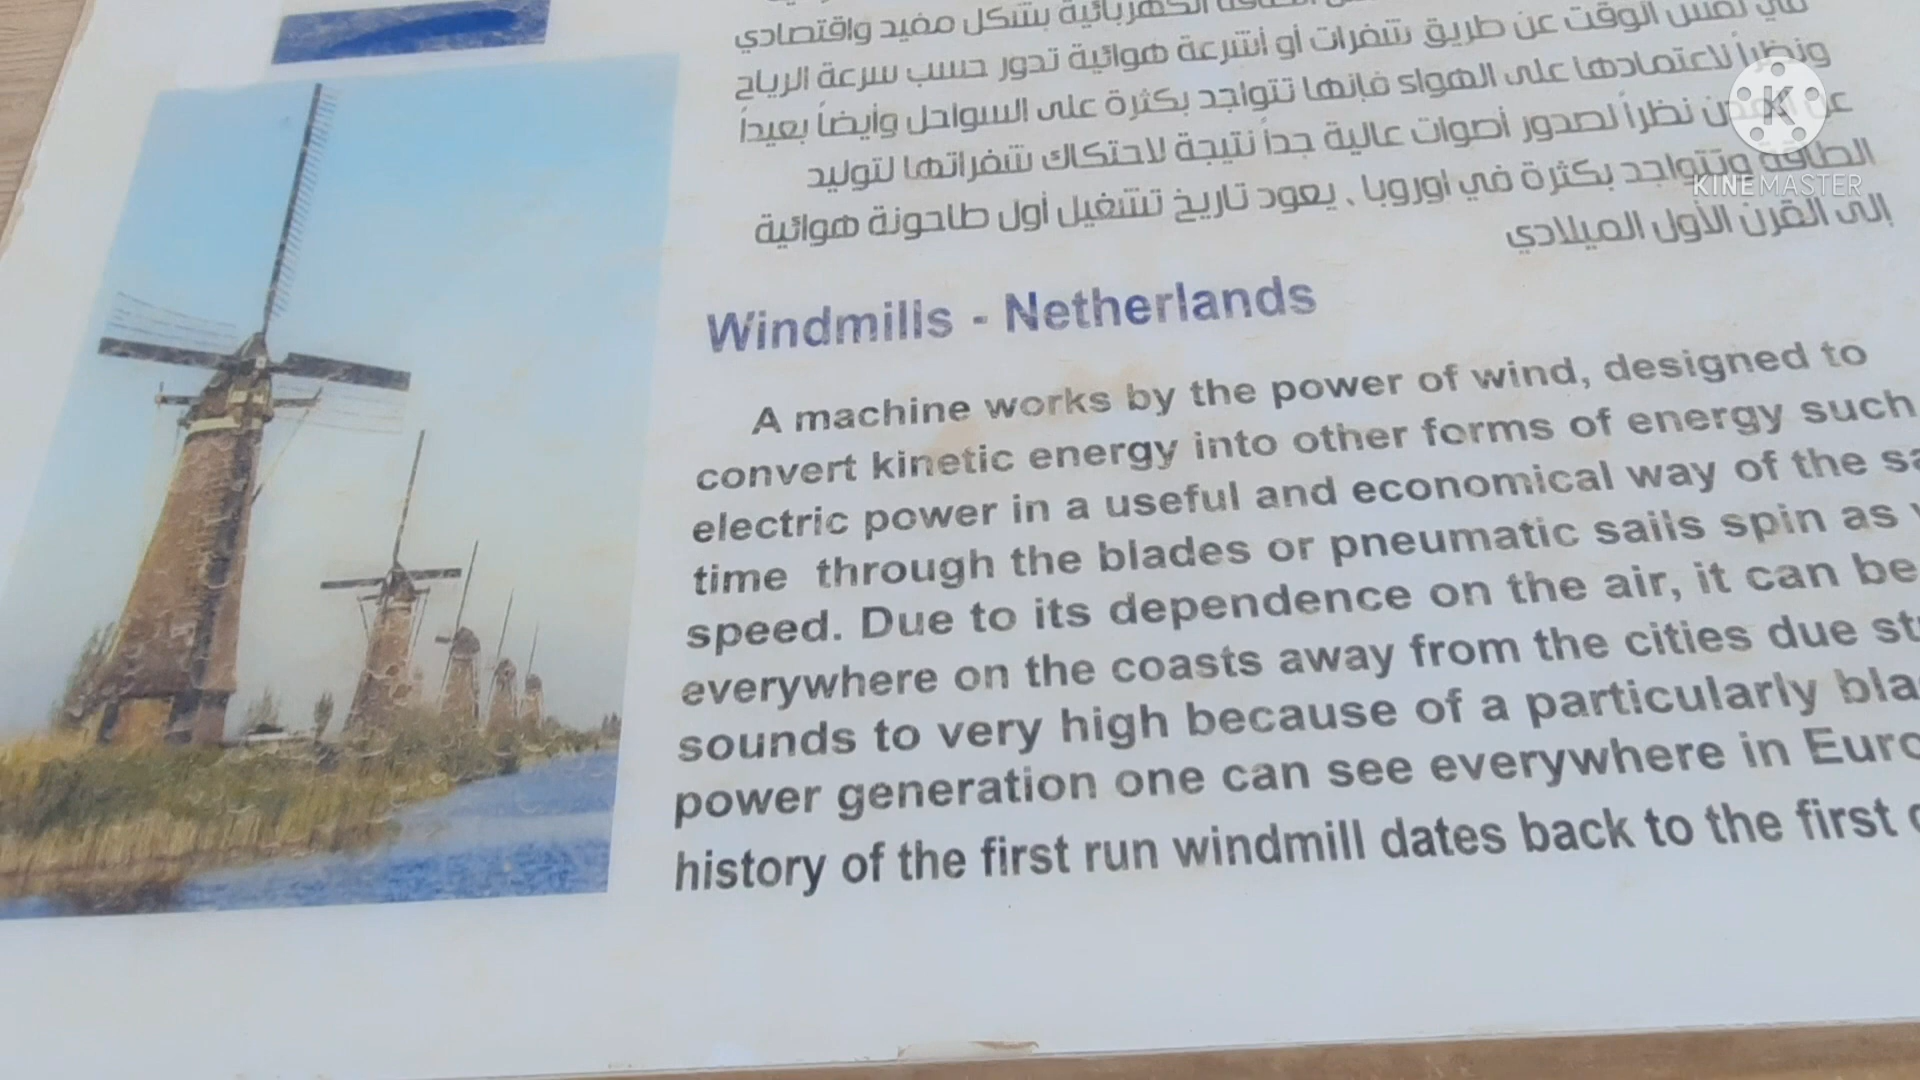 بشكل مفيد واقتصادي
في نفس الوقت عن طريق شفرات أو أشرعة هوائية تدور حسب سرعة الرياح
ونظراً لاعتمادها على الهواء فإنها تتواجد بكثرة على السواحل وأيضاً بعيداً
عن المدن نظراً لصدور أصوات عالية جداً نتيجة لاحتكاك شفراتها لتوليد
الطاقة وتتواجد بكثرة في اوروبا ، يعود تاريخ تشغيل أول طاحونة هوائية
إلى القرن الأول الميلادي
KINEMASTER
Windmills - Netherlands
A machine works by the power of wind, designed to
convert kinetic energy into other forms of energy such
electric power in a useful and economical way of the
time through the blades or pneumatic sails spin as
speed. Due to its dependence on the air, it can be
everywhere on the coasts away from the cities due
sounds to very high because of a particularly
power generation one can see everywhere in
history of the first run windmill dates back to the first